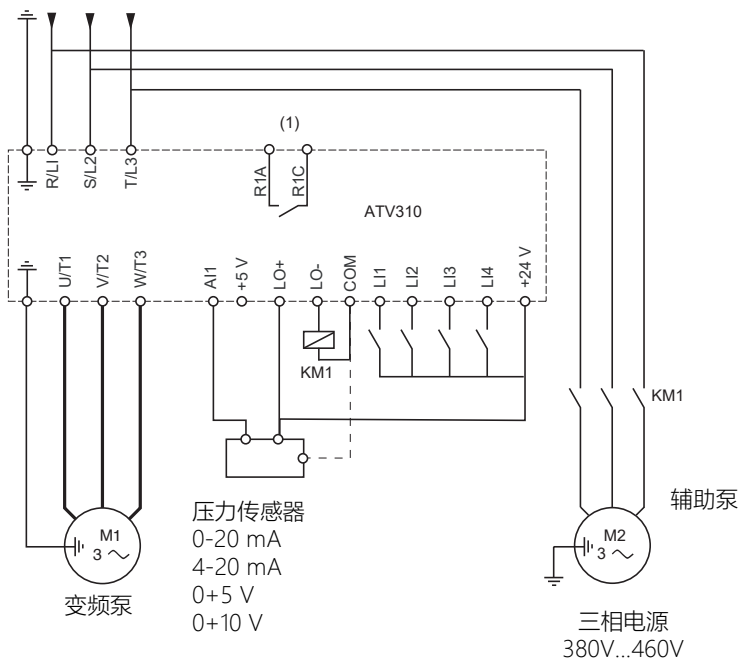 (1)
R/LI
S/L2
T/L3
R1A
R1C
ATV310
U/T1
V/T2
W/T3
AI1
+5 V
LO+
LO-
COM
LI1
LI2
LI3
LI4
+24 V
KM1
KM1
压力传感器
0-20 mA
4-20 mA
0+5 V
0+10 V
M1
3
变频泵
M2
3
辅助泵
三相电源
380V...460V